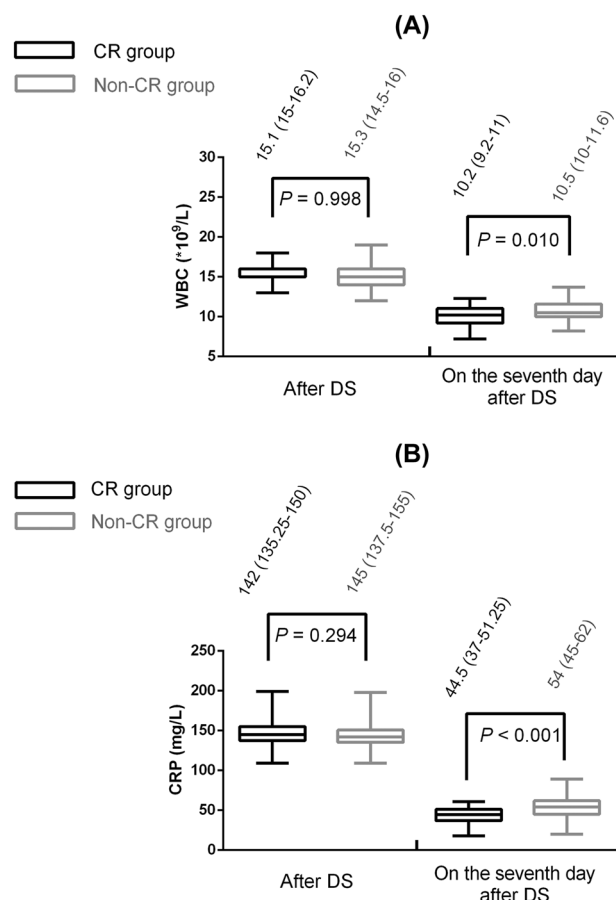 (A)
CR group
Non-CR group
15.1 (15-16.2)
15.3 (14.5-16)
10.2 (9.2-11)
10.5 (10-11.6)
30
25
20
15
10
5
WBC (*10⁹/L)
P = 0.998
P = 0.010
After DS
On the seventh day
after DS
(B)
CR group
Non-CR group
142 (135.25-150)
145 (137.5-155)
44.5 (37-51.25)
54 (45-62)
250
200
150
100
50
0
CRP (mg/L)
P = 0.294
P < 0.001
After DS
On the seventh day
after DS